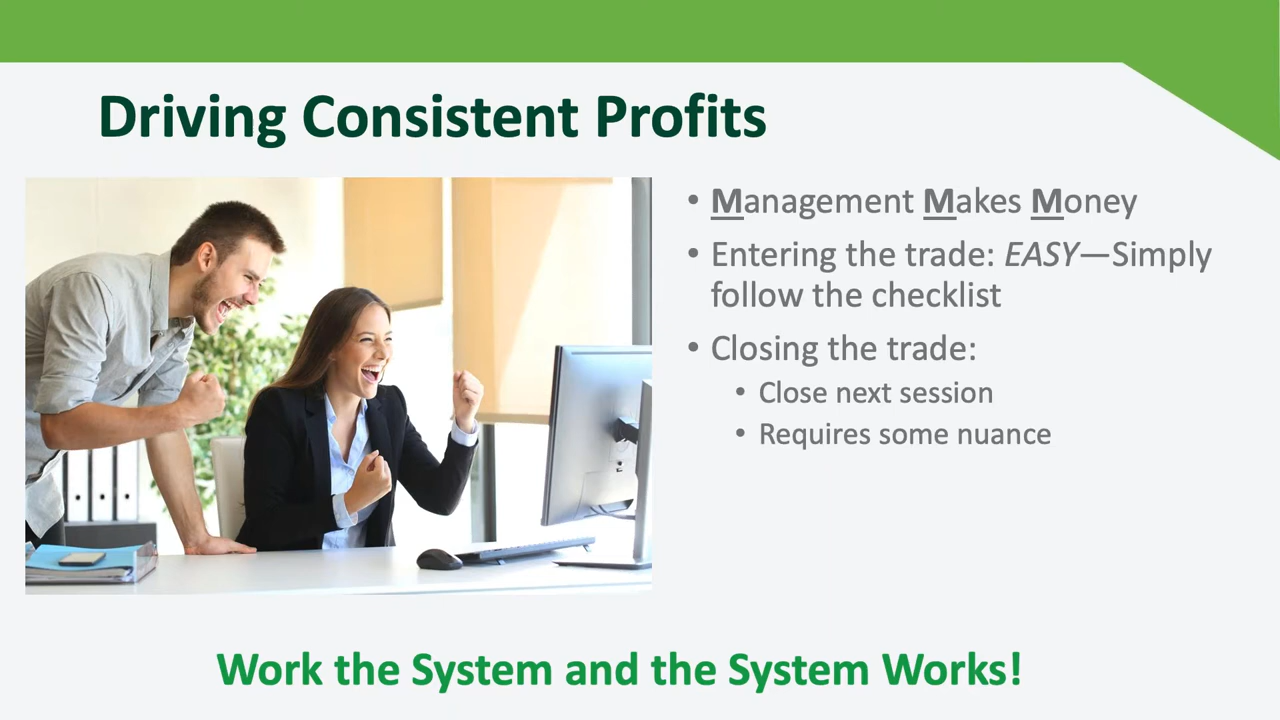 Driving Consistent Profits
• Management Makes Money
• Entering the trade: EASY—Simply
follow the checklist
• Closing the trade:
• Close next session
• Requires some nuance
Work the System and the System Works!